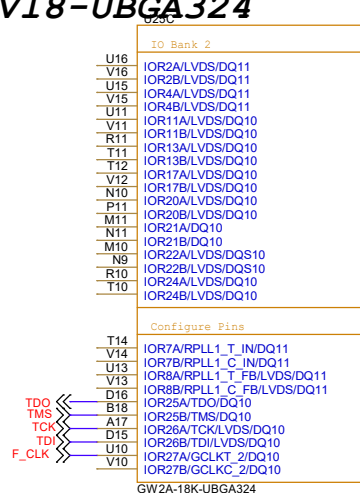 V18-UBGA324
U25C
IO Bank 2
U16 IOR2A/LVDS/DQ11
V16 IOR2B/LVDS/DQ11
U15 IOR4A/LVDS/DQ11
V15 IOR4B/LVDS/DQ11
U11 IOR11A/LVDS/DQ10
V11 IOR11B/LVDS/DQ10
R11 IOR13A/LVDS/DQ10
T11 IOR13B/LVDS/DQ10
T12 IOR17A/LVDS/DQ10
V12 IOR17B/LVDS/DQ10
N10 IOR20A/LVDS/DQ10
P11 IOR20B/LVDS/DQ10
M11 IOR21A/DQ10
N11 IOR21B/DQ10
M10 IOR22A/LVDS/DQS10
N9 IOR22B/LVDS/DQS10
R10 IOR24A/LVDS/DQ10
T10 IOR24B/LVDS/DQ10
Configure Pins
T14 IOR7A/RPLL1_T_IN/DQ11
V14 IOR7B/RPLL1_C_IN/DQ11
U13 IOR8A/RPLL1_T_FB/LVDS/DQ11
V13 IOR8B/RPLL1_C_FB/LVDS/DQ11
TDO D16 IOR25A/TDO/DQ10
TMS B18 IOR25B/TMS/DQ10
TCK A17 IOR26A/TCK/LVDS/DQ10
TDI D15 IOR26B/TDI/LVDS/DQ10
F_CLK U10 IOR27A/GCLKT_2/DQ10
V10 IOR27B/GCLKC_2/DQ10
GW2A-18K-UBGA324